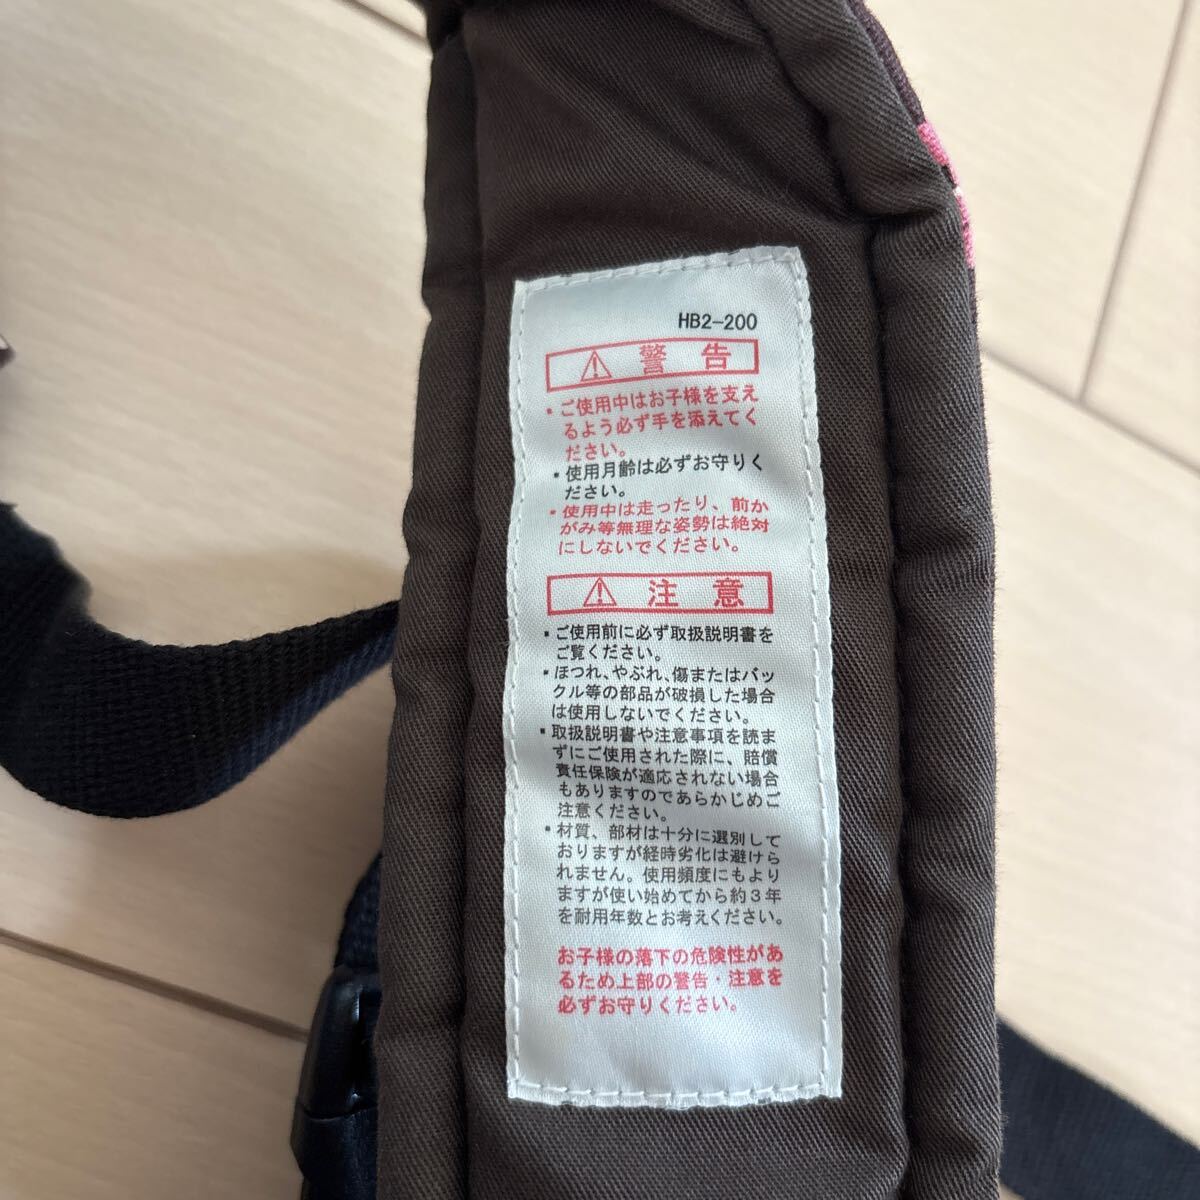 HB2-200
⚠警告
・ご使用中はお子様を支え
るよう必ず手を添えてく
ださい。
・使用月齢は必ずお守りく
ださい。
・使用中は走ったり、前か
がみ等無理な姿勢は絶対
にしないでください。
⚠注意
・ご使用前に必ず取扱説明書を
ご覧ください。
・ほつれ、やぶれ、傷またはバッ
クル等の部品が破損した場合
は使用しないでください。
・取扱説明書や注意事項を読ま
ずにご使用された際に、賠償
責任保険が適応されない場合
もありますのであらかじめご
注意ください。
・材質、部材は十分に選別して
おりますが経時劣化は避けら
れません。使用頻度にもより
ますが使い始めてから約3年
を耐用年数とお考えください。
お子様の落下の危険性があ
るため上部の警告・注意を
必ずお守りください。